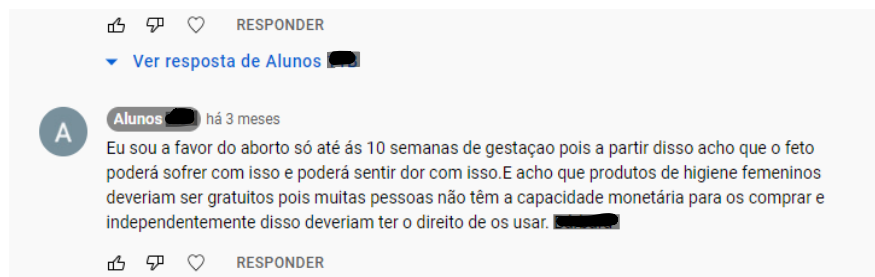 RESPONDER
Ver resposta de Alunos
A
Alunos há 3 meses
Eu sou a favor do aborto só até ás 10 semanas de gestaçao pois a partir disso acho que o feto
poderá sofrer com isso e poderá sentir dor com isso.E acho que produtos de higiene femeninos
deveriam ser gratuitos pois muitas pessoas não têm a capacidade monetária para os comprar e
independentemente disso deveriam ter o direito de os usar.
RESPONDER